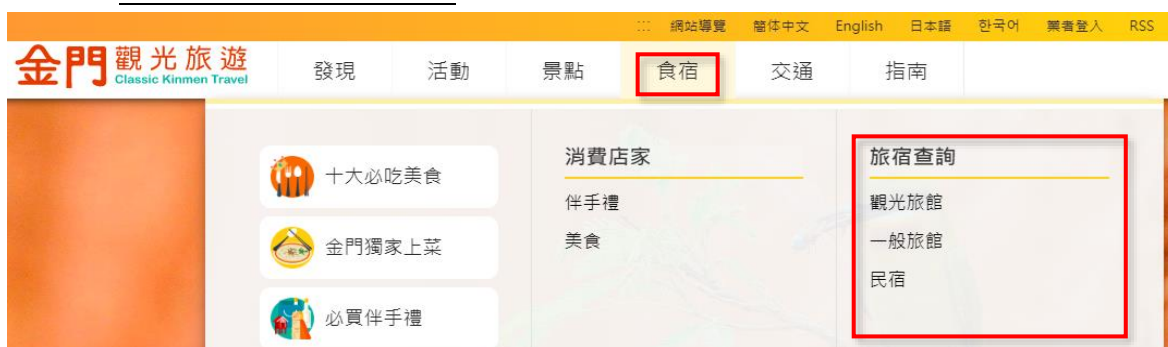 ::: 網站導覽 簡体中文 English 日本語 한국어 業者登入 RSS
金門 觀光旅遊
Classic Kinmen Travel
發現 活動 景點 食宿 交通 指南
十大必吃美食
金門獨家上菜
必買伴手禮
消費店家
伴手禮
美食
旅宿查詢
觀光旅館
一般旅館
民宿